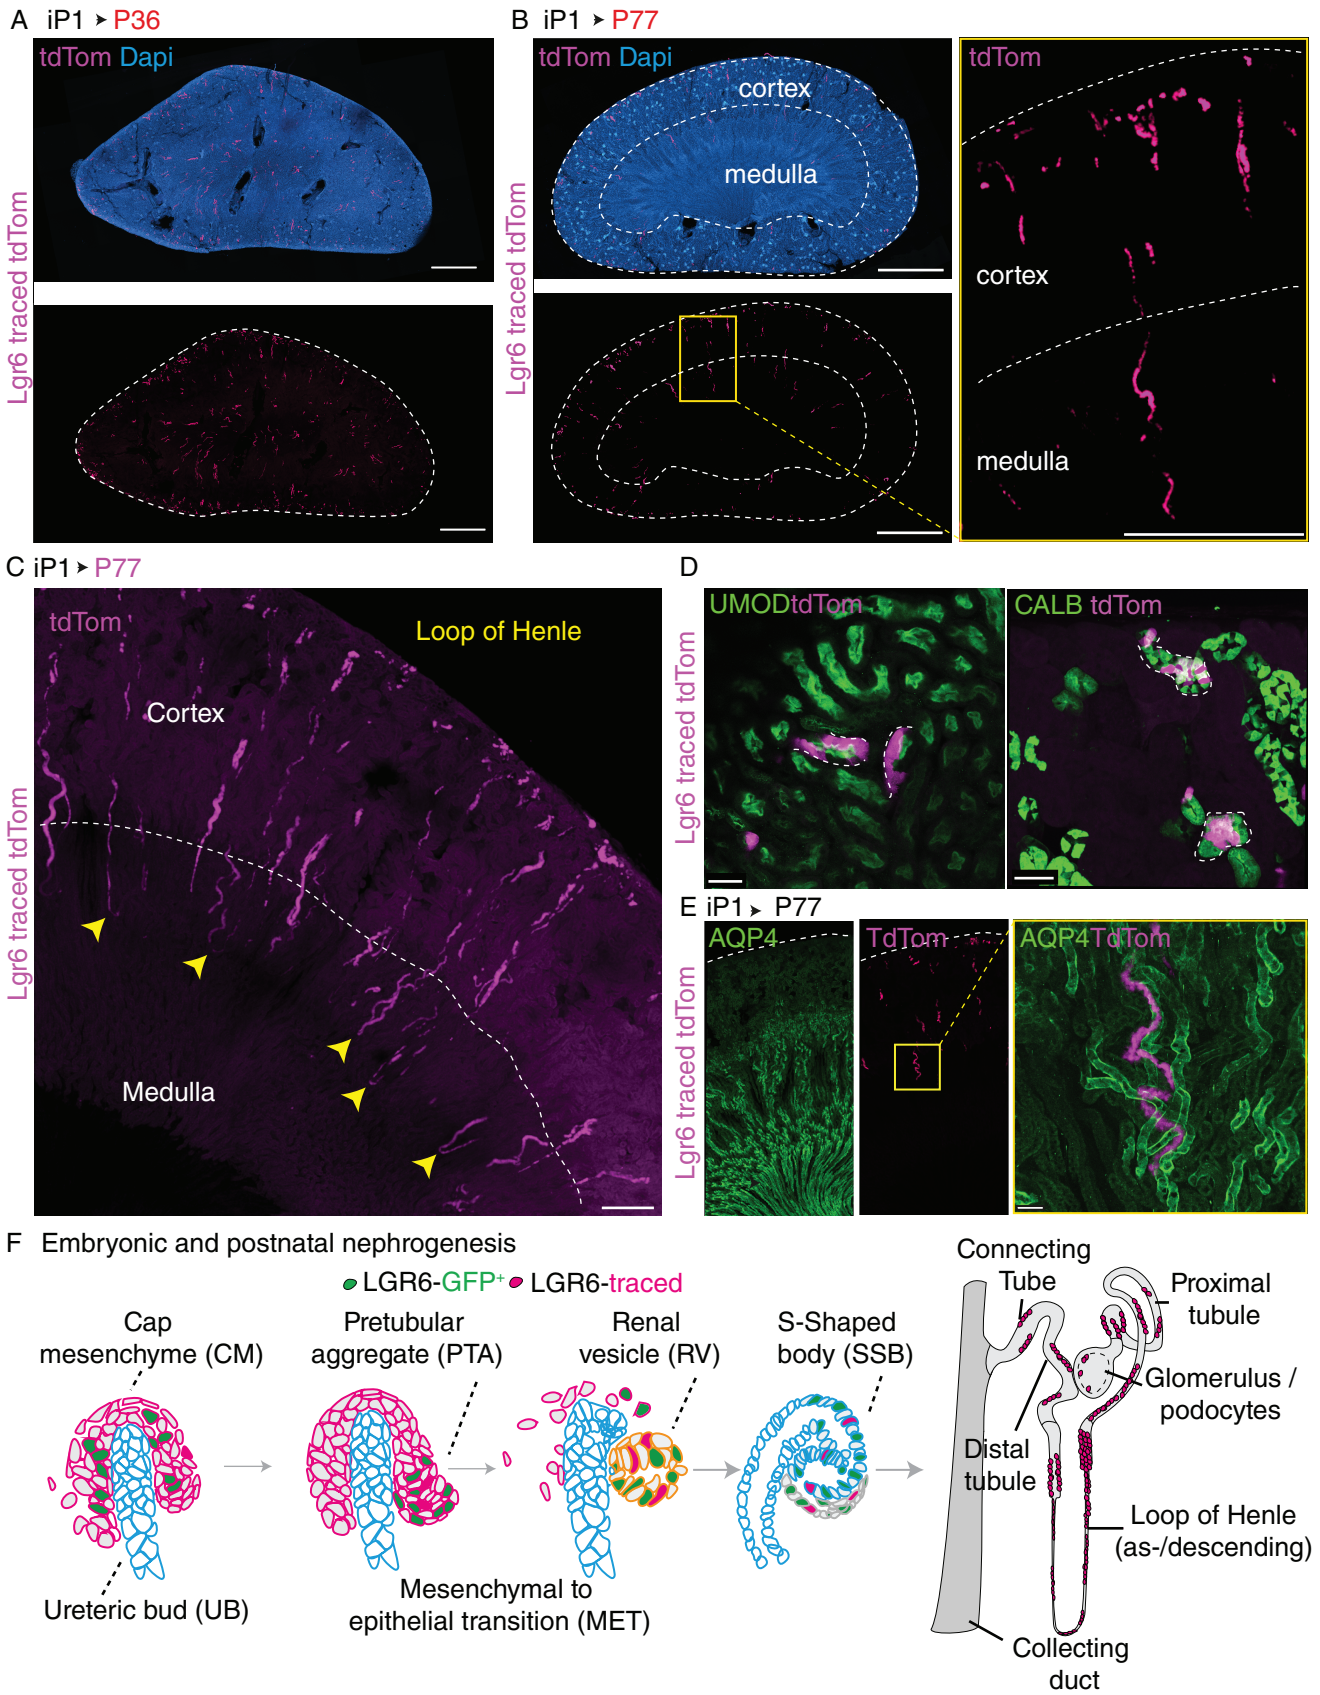 A iP1 ➤ P36
tdTom Dapi
Lgr6 traced tdTom
B iP1 ➤ P77
tdTom Dapi
cortex
medulla
Lgr6 traced tdTom
tdTom
cortex
medulla
C iP1 ➤ P77
tdTom
Loop of Henle
Cortex
Medulla
Lgr6 traced tdTom
D
UMODtdTom
CALB tdTom
Lgr6 traced tdTom
E iP1 ➤ P77
AQP4
TdTom
AQP4TdTom
Lgr6 traced tdTom
F Embryonic and postnatal nephrogenesis
LGR6-GFP⁺ LGR6-traced
Cap
mesenchyme (CM)
Pretubular
aggregate (PTA)
Renal
vesicle (RV)
S-Shaped
body (SSB)
Ureteric bud (UB)
Mesenchymal to
epithelial transition (MET)
Connecting
Tube
Proximal
tubule
Glomerulus /
podocytes
Distal
tubule
Loop of Henle
(as-/descending)
Collecting
duct